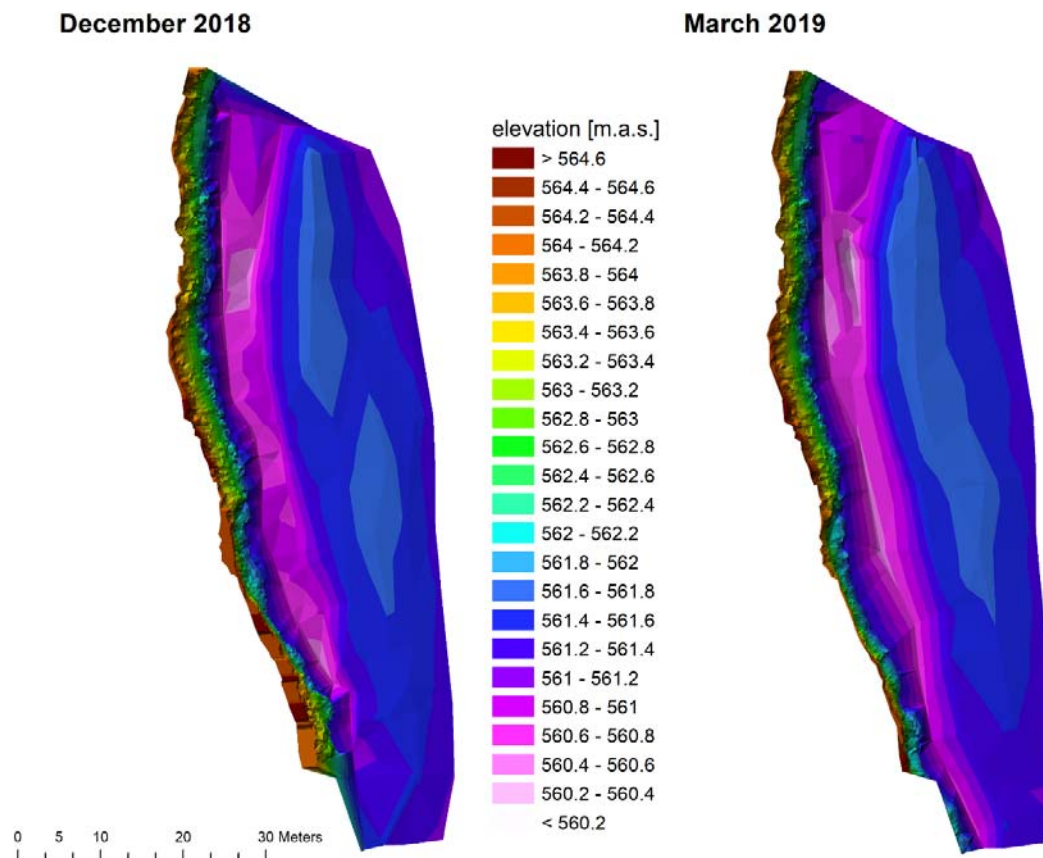 December 2018
March 2019
elevation [m.a.s.]
> 564.6
564.4 - 564.6
564.2 - 564.4
564 - 564.2
563.8 - 564
563.6 - 563.8
563.4 - 563.6
563.2 - 563.4
563 - 563.2
562.8 - 563
562.6 - 562.8
562.4 - 562.6
562.2 - 562.4
562 - 562.2
561.8 - 562
561.6 - 561.8
561.4 - 561.6
561.2 - 561.4
561 - 561.2
560.8 - 561
560.6 - 560.8
560.4 - 560.6
560.2 - 560.4
< 560.2
0 5 10 20 30 Meters